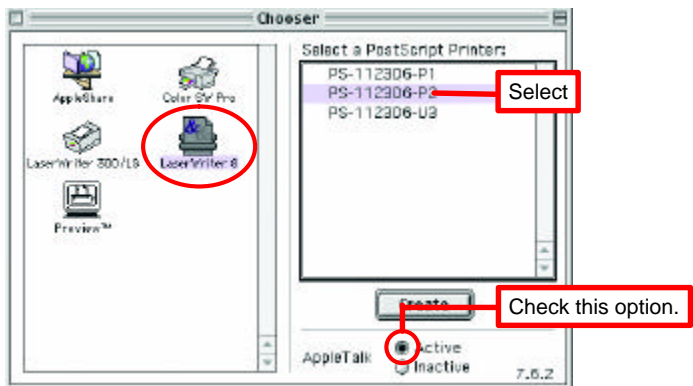 Chooser
AppleShare
Color SW Pro
LaserWriter 300/LS
LaserWriter 8
Preview™
Select a PostScript Printer:
PS-112306-P1
PS-112306-P2
PS-112306-U3
Select
Create
Check this option.
AppleTalk
Active
Inactive
7.6.2